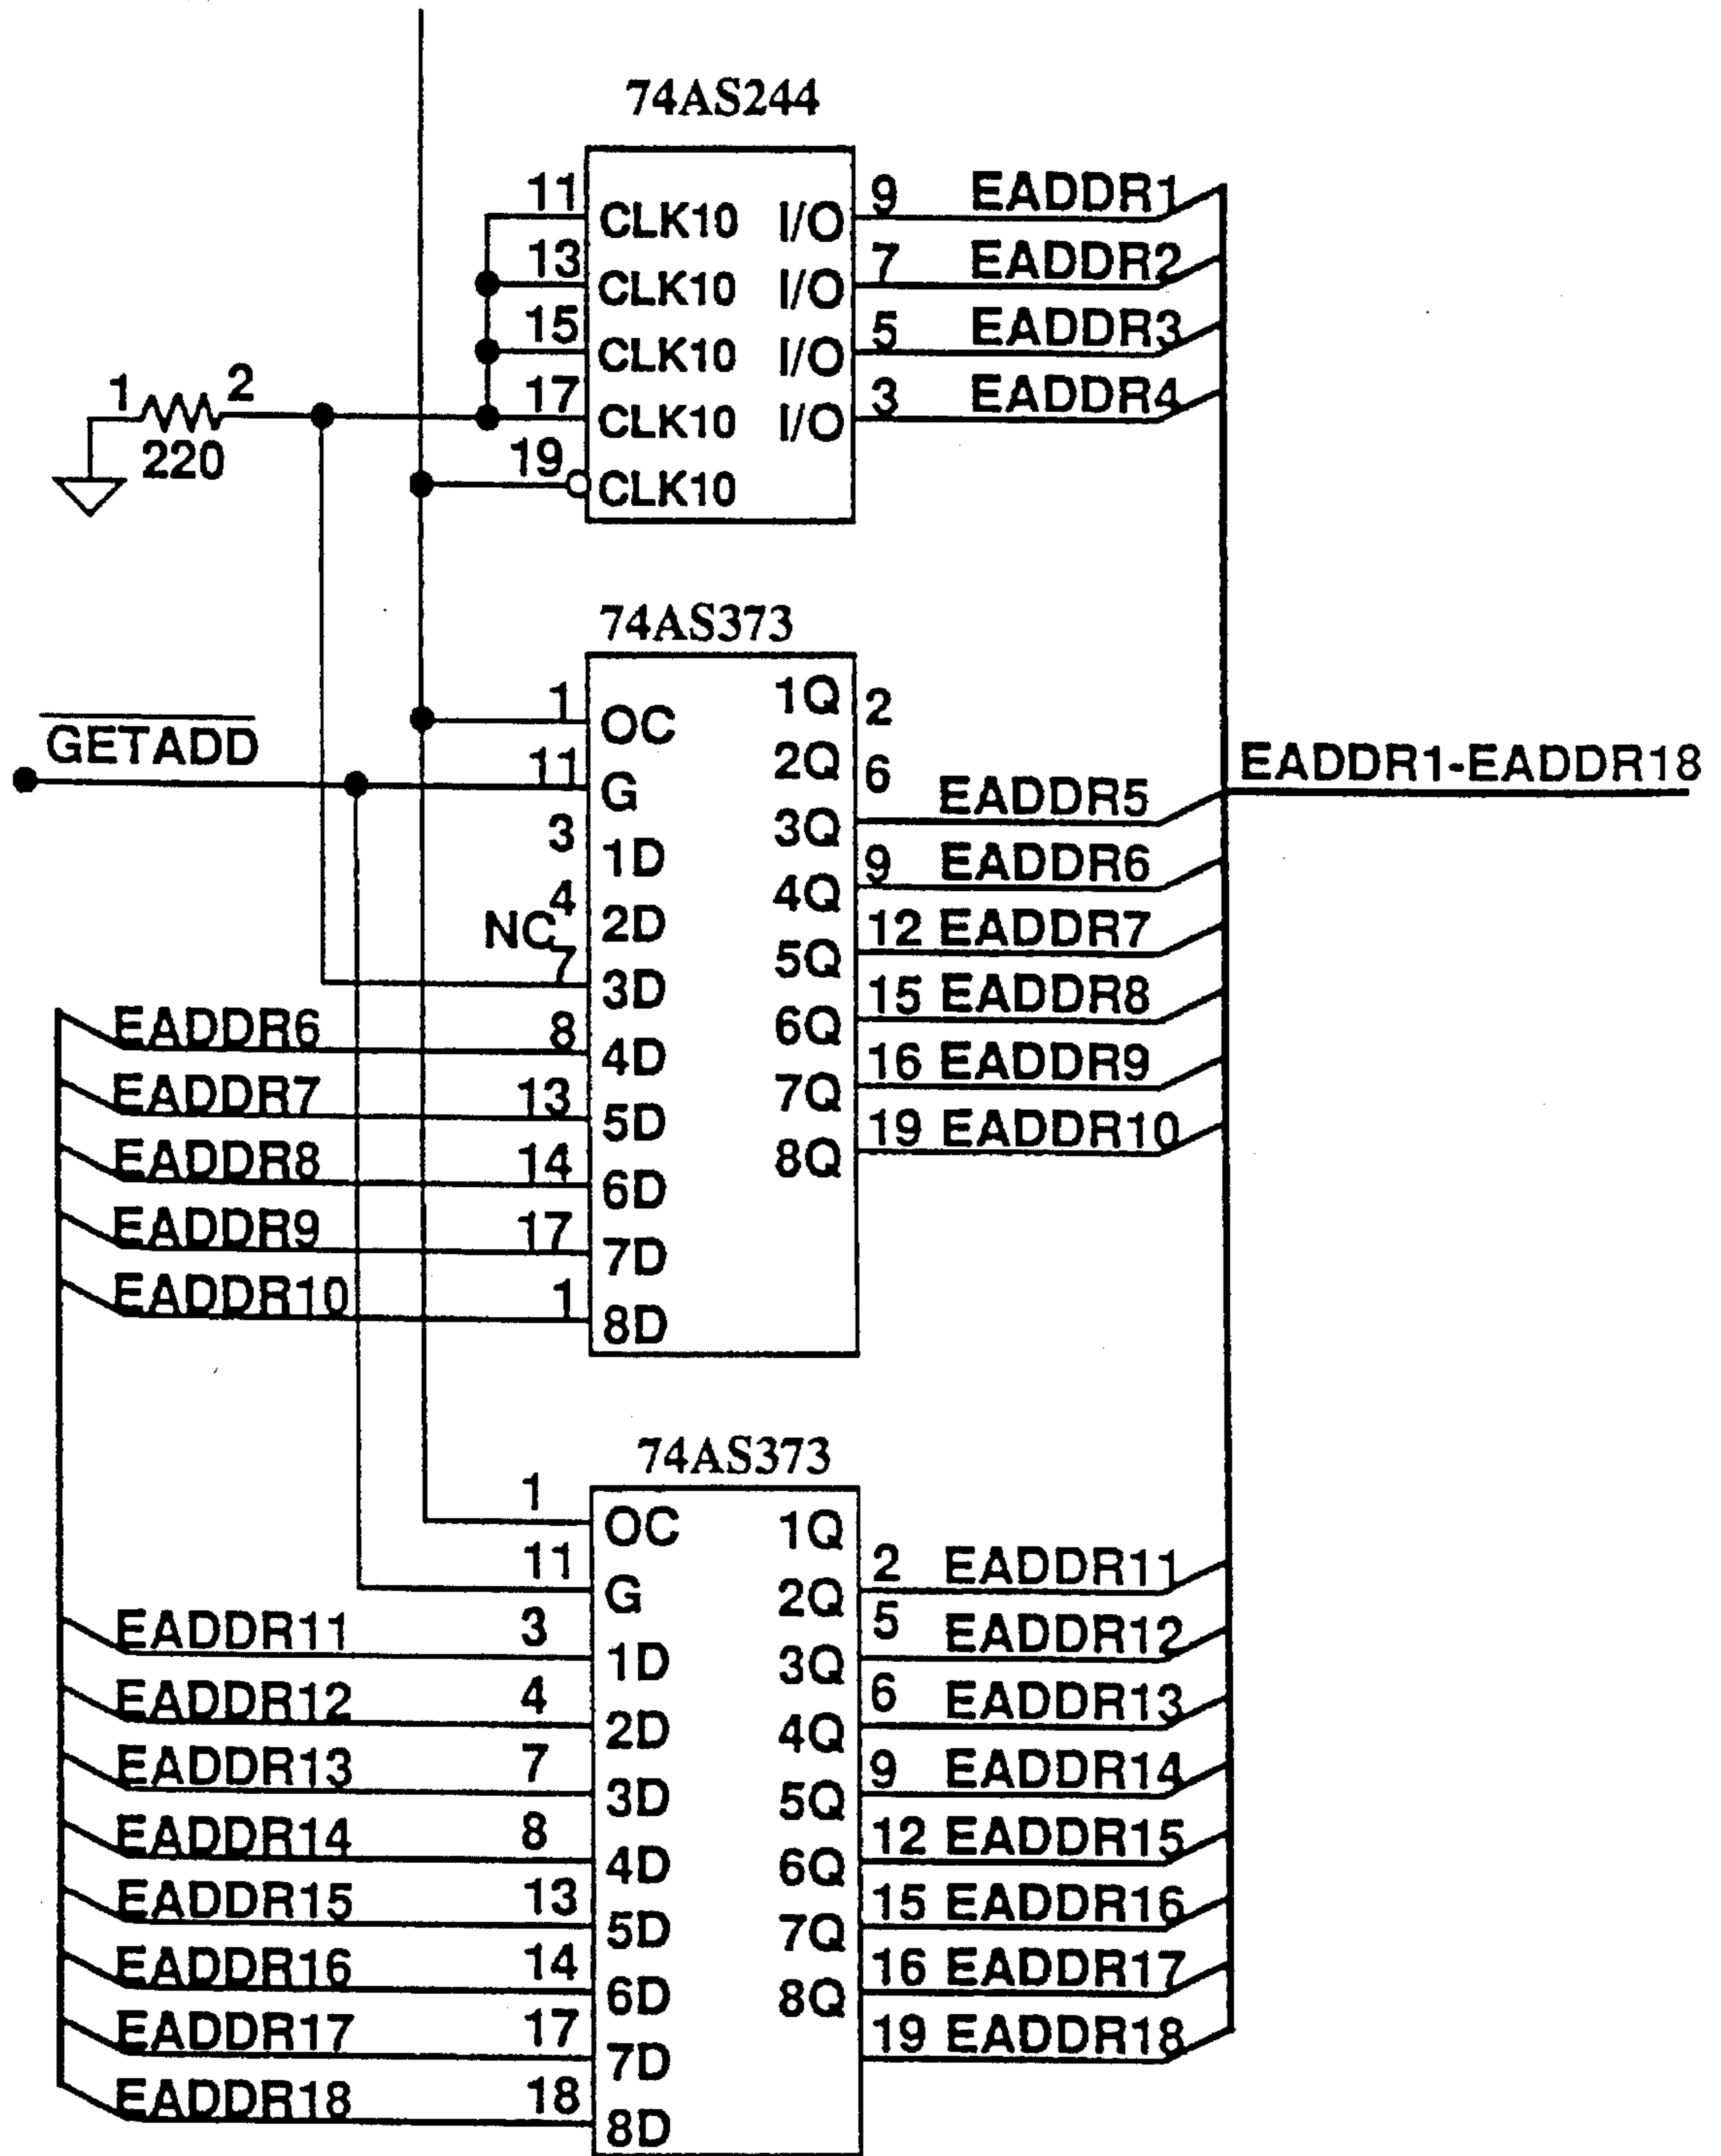 74AS244
11 CLK10 I/O 9 EADDR1
13 CLK10 I/O 7 EADDR2
15 CLK10 I/O 5 EADDR3
1 2 17 CLK10 I/O 3 EADDR4
220 19 CLK10
74AS373
1 OC 1Q 2
GETADD 11 G 2Q 6 EADDR1-EADDR18
3 1D 3Q EADDR5
NC 4 2D 4Q 9 EADDR6
7 3D 5Q 12 EADDR7
EADDR6 8 4D 6Q 15 EADDR8
EADDR7 13 5D 7Q 16 EADDR9
EADDR8 14 6D 8Q 19 EADDR10
EADDR9 17 7D
EADDR10 1 8D
74AS373
1 OC 1Q
11 G 2Q 2 EADDR11
EADDR11 3 1D 3Q 5 EADDR12
EADDR12 4 2D 4Q 6 EADDR13
EADDR13 7 3D 5Q 9 EADDR14
EADDR14 8 4D 6Q 12 EADDR15
EADDR15 13 5D 7Q 15 EADDR16
EADDR16 14 6D 8Q 16 EADDR17
EADDR17 17 7D 19 EADDR18
EADDR18 18 8D